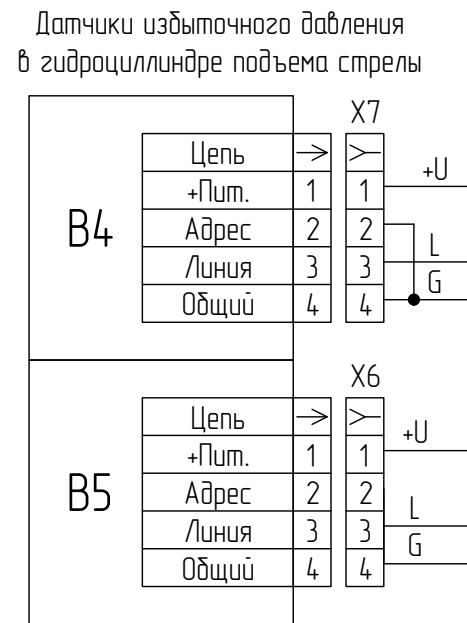 Датчики избыточного давления
в гидроциллиндре подъема стрелы
X7
Цепь
+U
+Пит. 1 1
B4
Адрес 2 2
L
Линия 3 3
G
Общий 4 4
X6
Цепь
+U
+Пит. 1 1
B5
Адрес 2 2
L
Линия 3 3
G
Общий 4 4